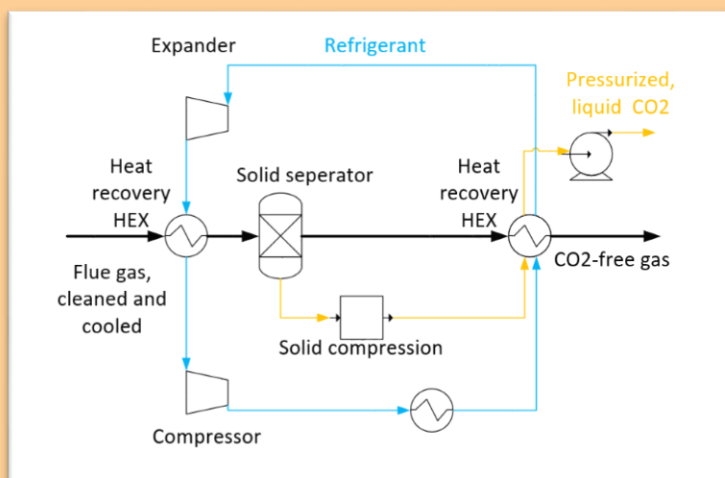 Expander
Refrigerant
Pressurized,
liquid CO2
Heat
recovery
HEX
Solid seperator
Heat
recovery
HEX
Flue gas,
cleaned and
cooled
CO2-free gas
Solid compression
Compressor